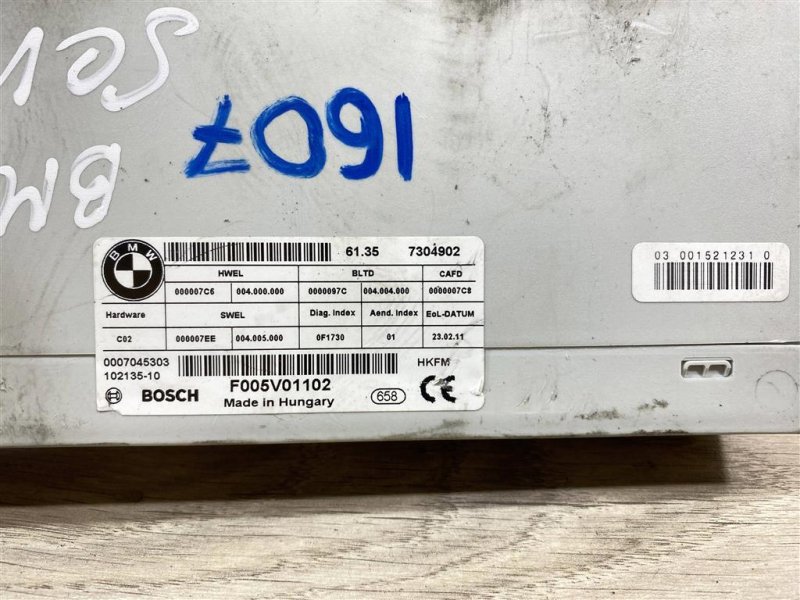 1607
BMW
61.35 7304902
HWEL BLTD CAFD
000007C6 004.000.000 0000097C 004.004.000 0000007C8
Hardware SWEL Diag. Index Aend. Index EoL-DATUM
C02 000007EE 004.005.000 0F1730 01 23.02.11
0007045303 HKFM
102135-10
BOSCH F005V01102 658 CE
Made in Hungary
03 001521231 0